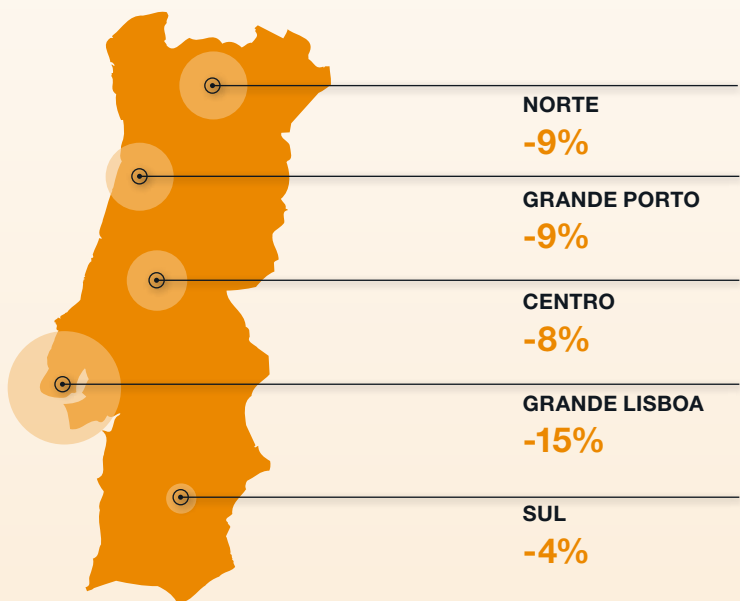 NORTE
-9%
GRANDE PORTO
-9%
CENTRO
-8%
GRANDE LISBOA
-15%
SUL
-4%